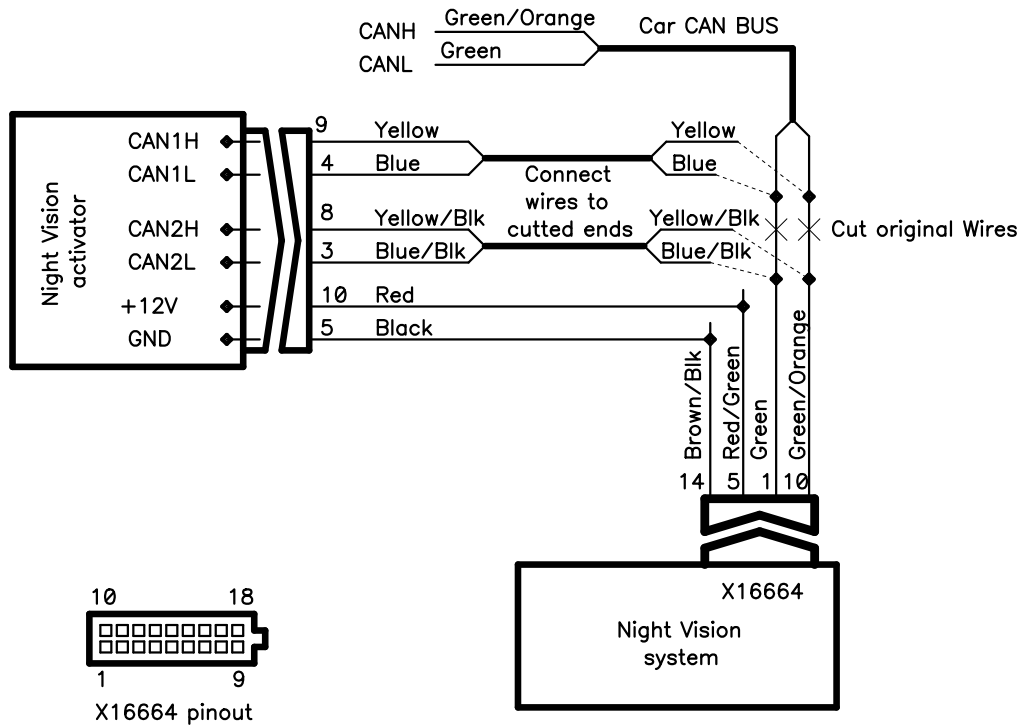 Green/Orange
Car CAN BUS
CANH
Green
CANL
9
Yellow
Yellow
CAN1H
4
Blue
Blue
CAN1L
Connect
wires to
cutted ends
8
Yellow/Blk
Yellow/Blk
CAN2H
Cut original Wires
3
Blue/Blk
Blue/Blk
CAN2L
Night Vision
activator
10
Red
+12V
5
Black
GND
Brown/Blk
Red/Green
Green
Green/Orange
14
5
1
10
X16664
Night Vision
system
10
18
1
9
X16664 pinout